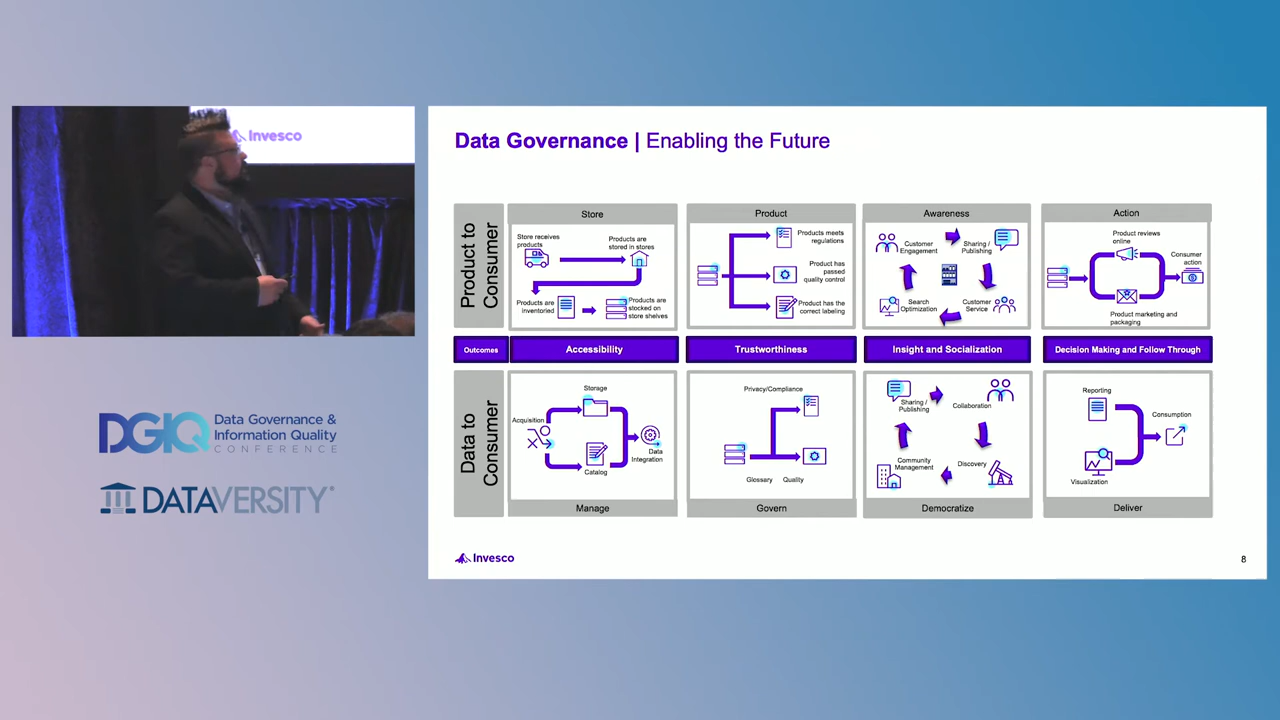 Invesco
Data Governance | Enabling the Future
Product to
Consumer
Store
Store receives
products
Products are
stored in stores
Products are
inventoried
Products are
stocked on
store shelves
Product
Products meets
regulations
Product has
passed
quality control
Product has the
correct labeling
Awareness
Customer
Engagement
Sharing /
Publishing
Search
Optimization
Customer
Service
Action
Product reviews
online
Consumer
action
Product marketing and
packaging
Outcomes
Accessibility
Trustworthiness
Insight and Socialization
Decision Making and Follow Through
Data to
Consumer
Storage
Acquisition
Data
Integration
Catalog
Manage
Privacy/Compliance
Glossary
Quality
Govern
Sharing /
Publishing
Collaboration
Community
Management
Discovery
Democratize
Reporting
Consumption
Visualization
Deliver
Invesco
8
DGIQ
Data Governance &
Information Quality
CONFERENCE
DATAVERSITY